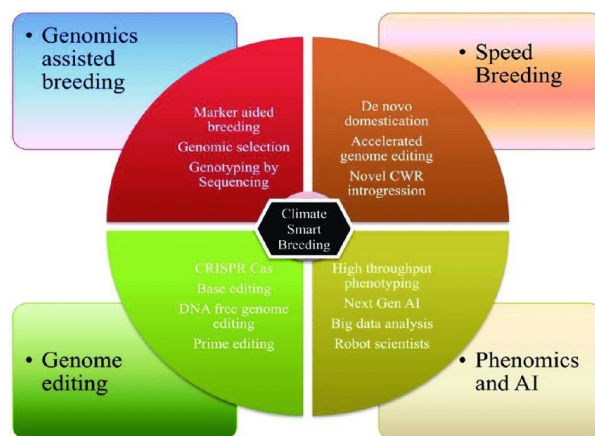 • Genomics
assisted
breeding
• Speed
Breeding
Marker aided
breeding
Genomic selection
Genotyping by
Sequencing
De novo
domestication
Accelerated
genome editing
Novel CWR
introgression
Climate
Smart
Breeding
CRISPR Cas
Base editing
DNA free genome
editing
Prime editing
High throughput
phenotyping
Next Gen AI
Big data analysis
Robot scientists
• Genome
editing
• Phenomics
and AI